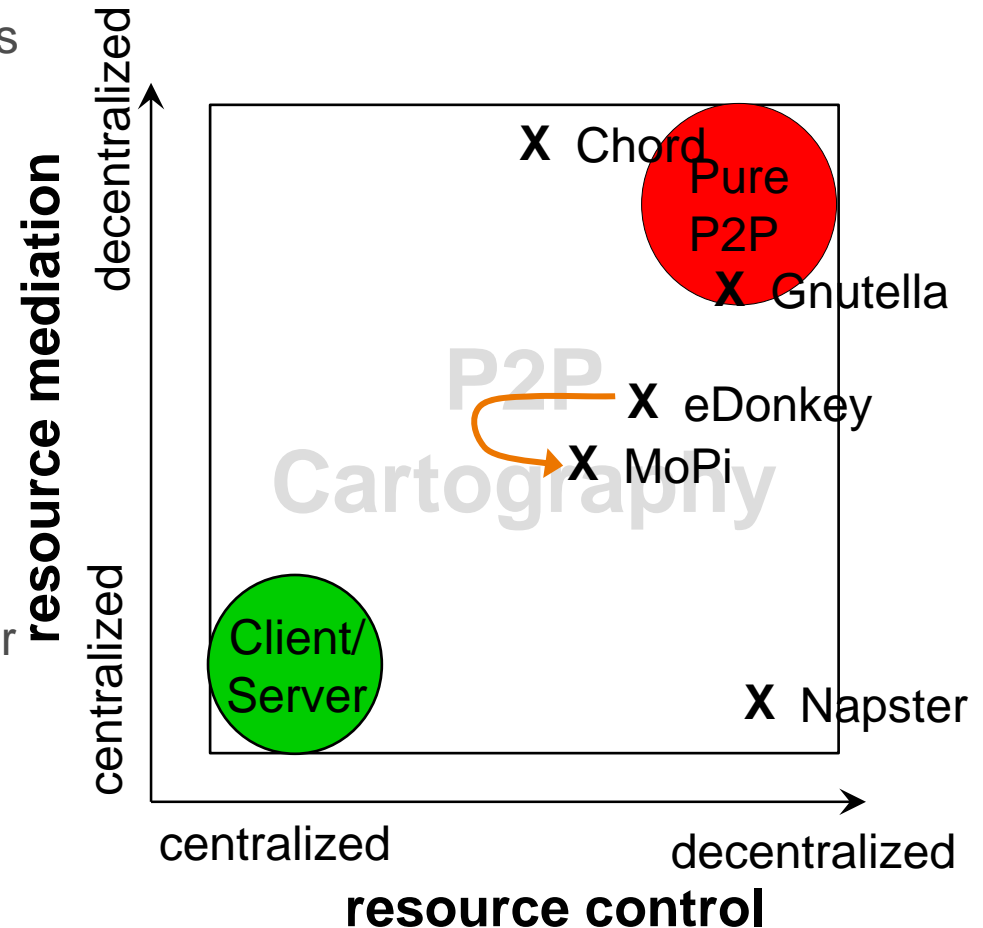 s
decentralized
resource mediation
centralized
r
X Chord
Pure
P2P
X Gnutella
P2P
X eDonkey
X MoPi
Cartography
Client/
Server
X Napster
centralized
decentralized
resource control